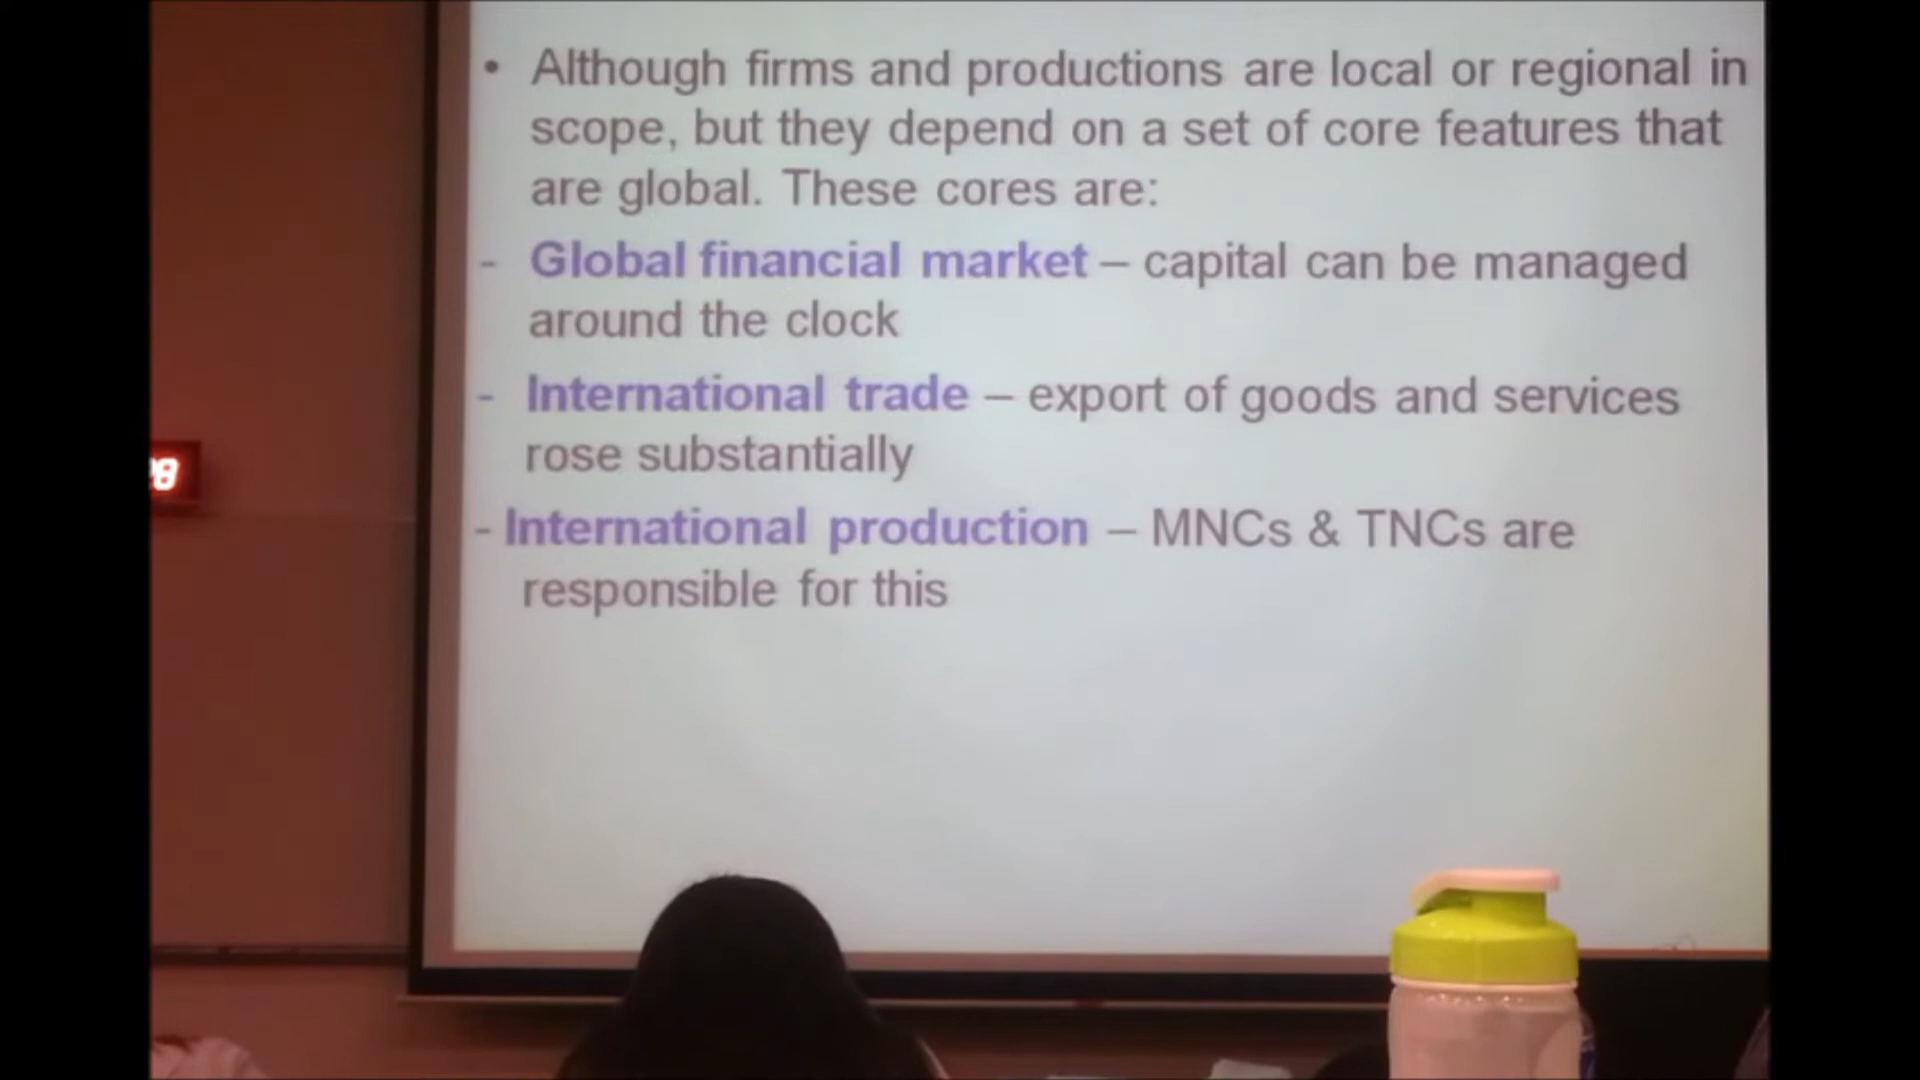 • Although firms and productions are local or regional in
scope, but they depend on a set of core features that
are global. These cores are:
- Global financial market – capital can be managed
around the clock
- International trade – export of goods and services
rose substantially
- International production – MNCs & TNCs are
responsible for this
8